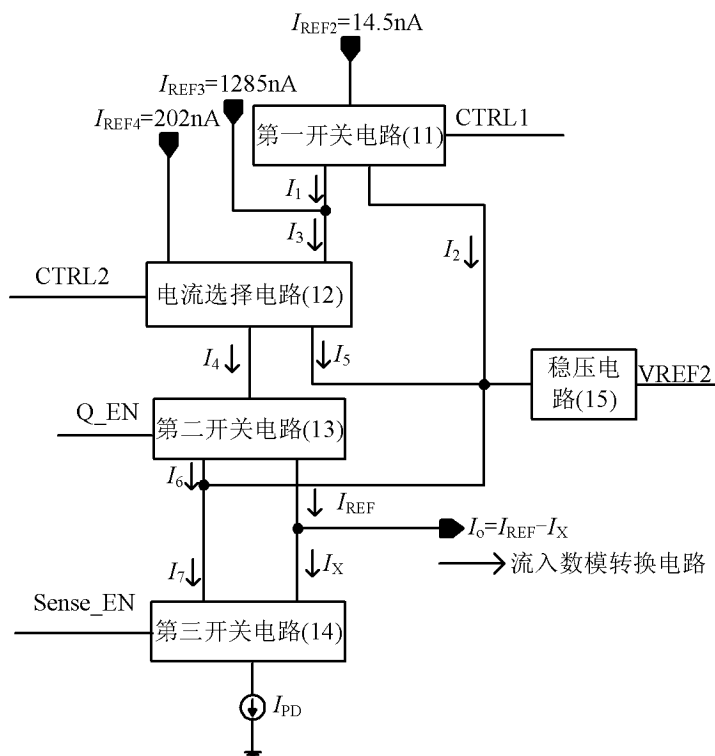 I_REF2=14.5nA
I_REF3=1285nA
I_REF4=202nA
第一开关电路(11)
CTRL1
I_1
I_3
I_2
CTRL2
电流选择电路(12)
I_4
I_5
稳压电
路(15)
VREF2
Q_EN
第二开关电路(13)
I_6
I_REF
I_o=I_REF−I_X
I_7
I_X
流入数模转换电路
Sense_EN
第三开关电路(14)
I_PD